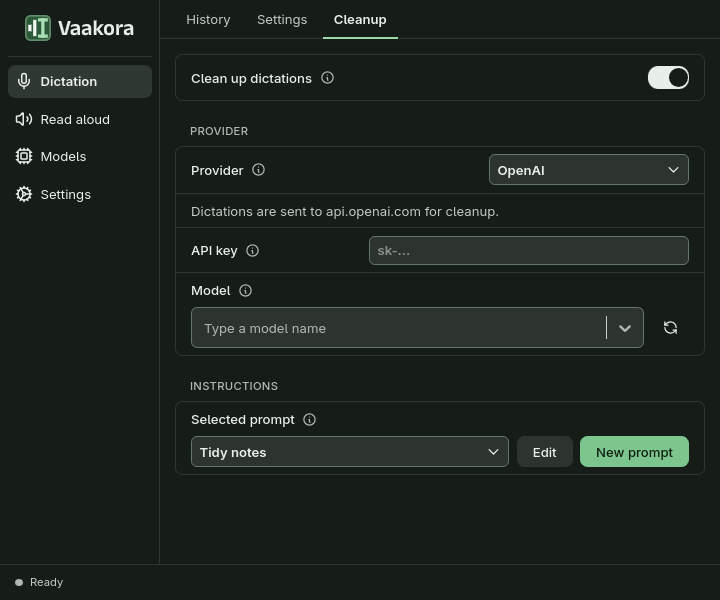 Vaakora
Dictation
Read aloud
Models
Settings
History Settings Cleanup
Clean up dictations
PROVIDER
Provider OpenAI
Dictations are sent to api.openai.com for cleanup.
API key sk-...
Model
Type a model name
INSTRUCTIONS
Selected prompt
Tidy notes Edit New prompt
Ready